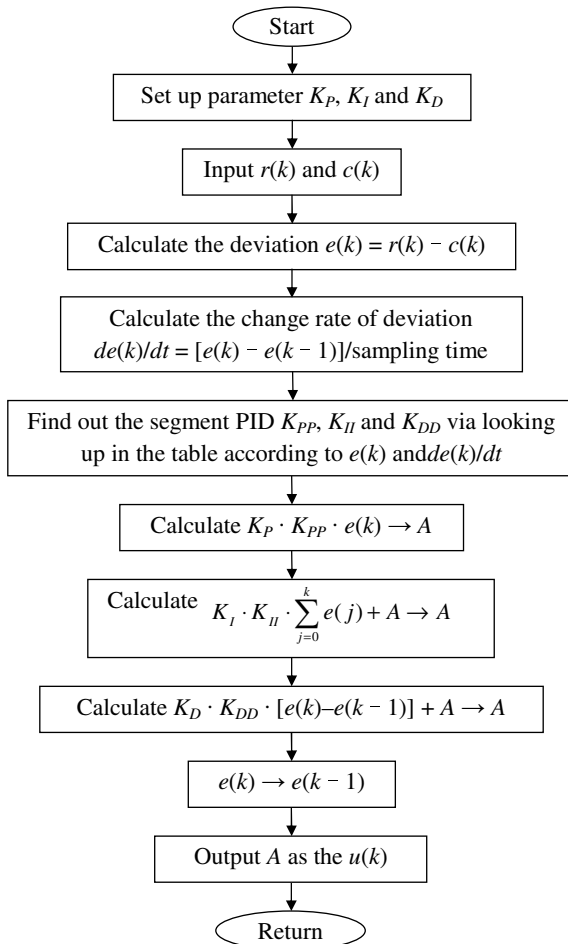 Start
Set up parameter K_P, K_I and K_D
Input r(k) and c(k)
Calculate the deviation e(k) = r(k) − c(k)
Calculate the change rate of deviation
de(k)/dt = [e(k) − e(k − 1)]/sampling time
Find out the segment PID K_PP, K_II and K_DD via looking
up in the table according to e(k) andde(k)/dt
Calculate K_P · K_PP · e(k) → A
Calculate K_I · K_II · ∑_{j=0}^{k} e(j) + A → A
Calculate K_D · K_DD · [e(k)–e(k − 1)] + A → A
e(k) → e(k − 1)
Output A as the u(k)
Return